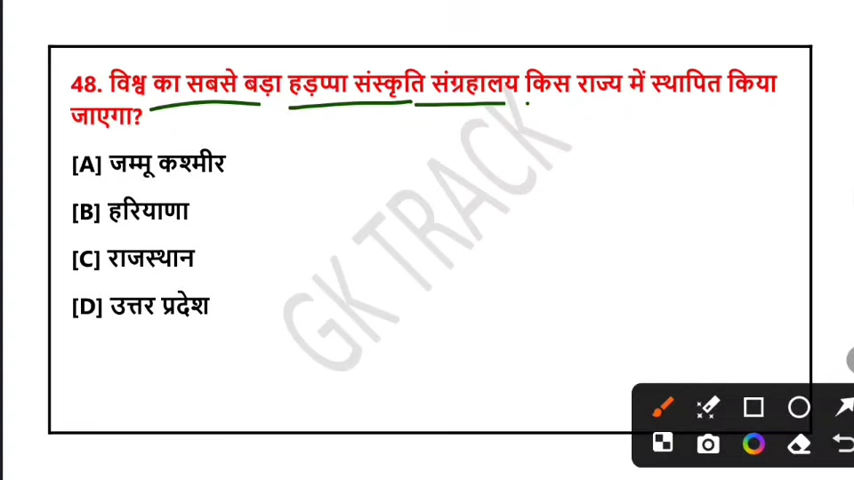 48. विश्व का सबसे बड़ा हड़प्पा संस्कृति संग्रहालय किस राज्य में स्थापित किया
जाएगा?
[A] जम्मू कश्मीर
[B] हरियाणा
[C] राजस्थान
[D] उत्तर प्रदेश
GK TRACK